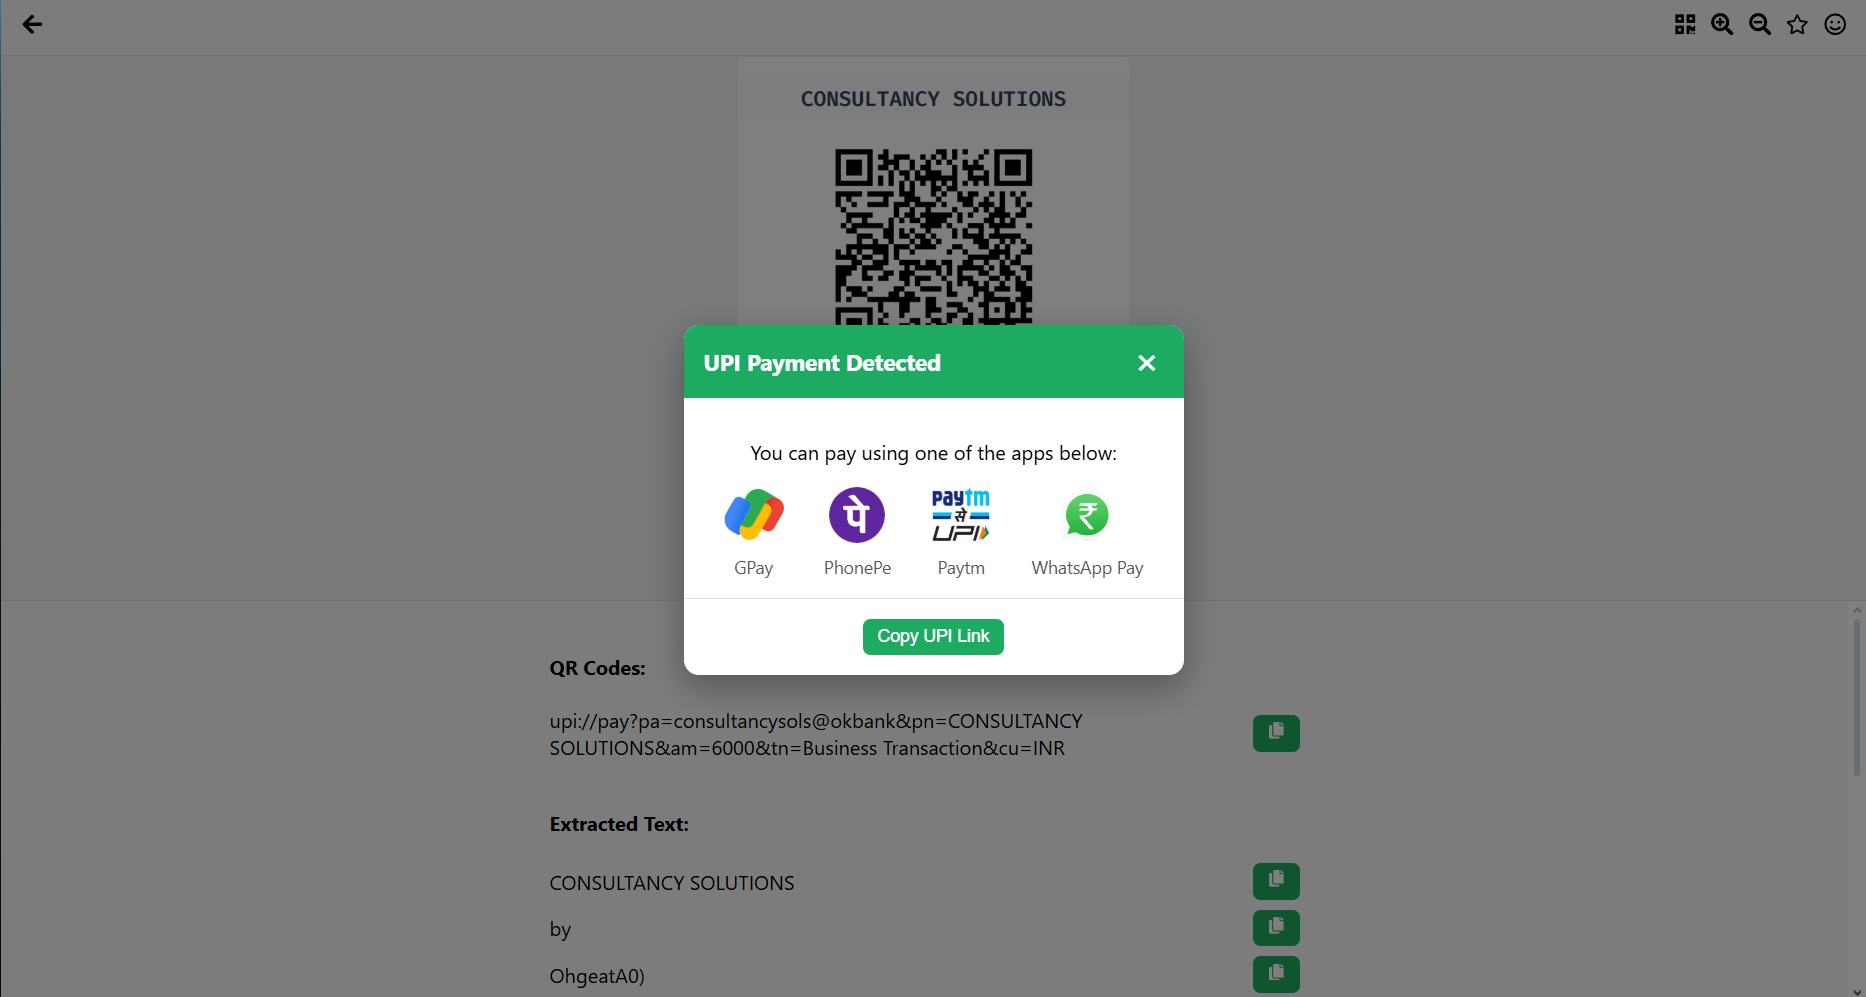 CONSULTANCY SOLUTIONS
UPI Payment Detected
You can pay using one of the apps below:
पे
paytm
से
UPI
₹
GPay
PhonePe
Paytm
WhatsApp Pay
Copy UPI Link
QR Codes:
upi://pay?pa=consultancysols@okbank&pn=CONSULTANCY
SOLUTIONS&am=6000&tn=Business Transaction&cu=INR
Extracted Text:
CONSULTANCY SOLUTIONS
by
OhgeatA0)